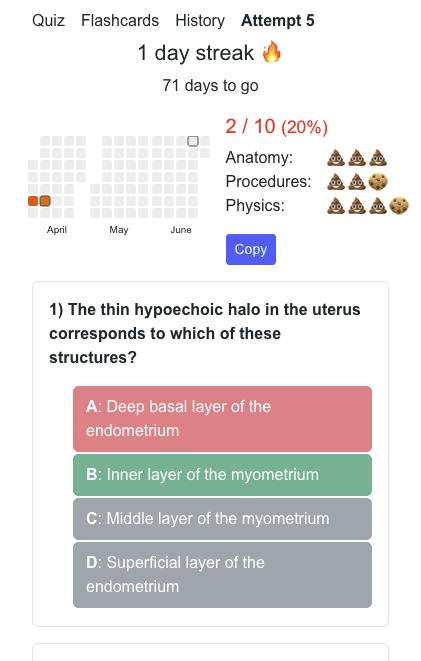 Quiz Flashcards History Attempt 5
1 day streak 🔥
71 days to go
2 / 10 (20%)
Anatomy: 💩💩💩
Procedures: 💩💩🍪
Physics: 💩💩💩🍪
April May June
Copy
1) The thin hypoechoic halo in the uterus
corresponds to which of these
structures?
A: Deep basal layer of the
endometrium
B: Inner layer of the myometrium
C: Middle layer of the myometrium
D: Superficial layer of the
endometrium